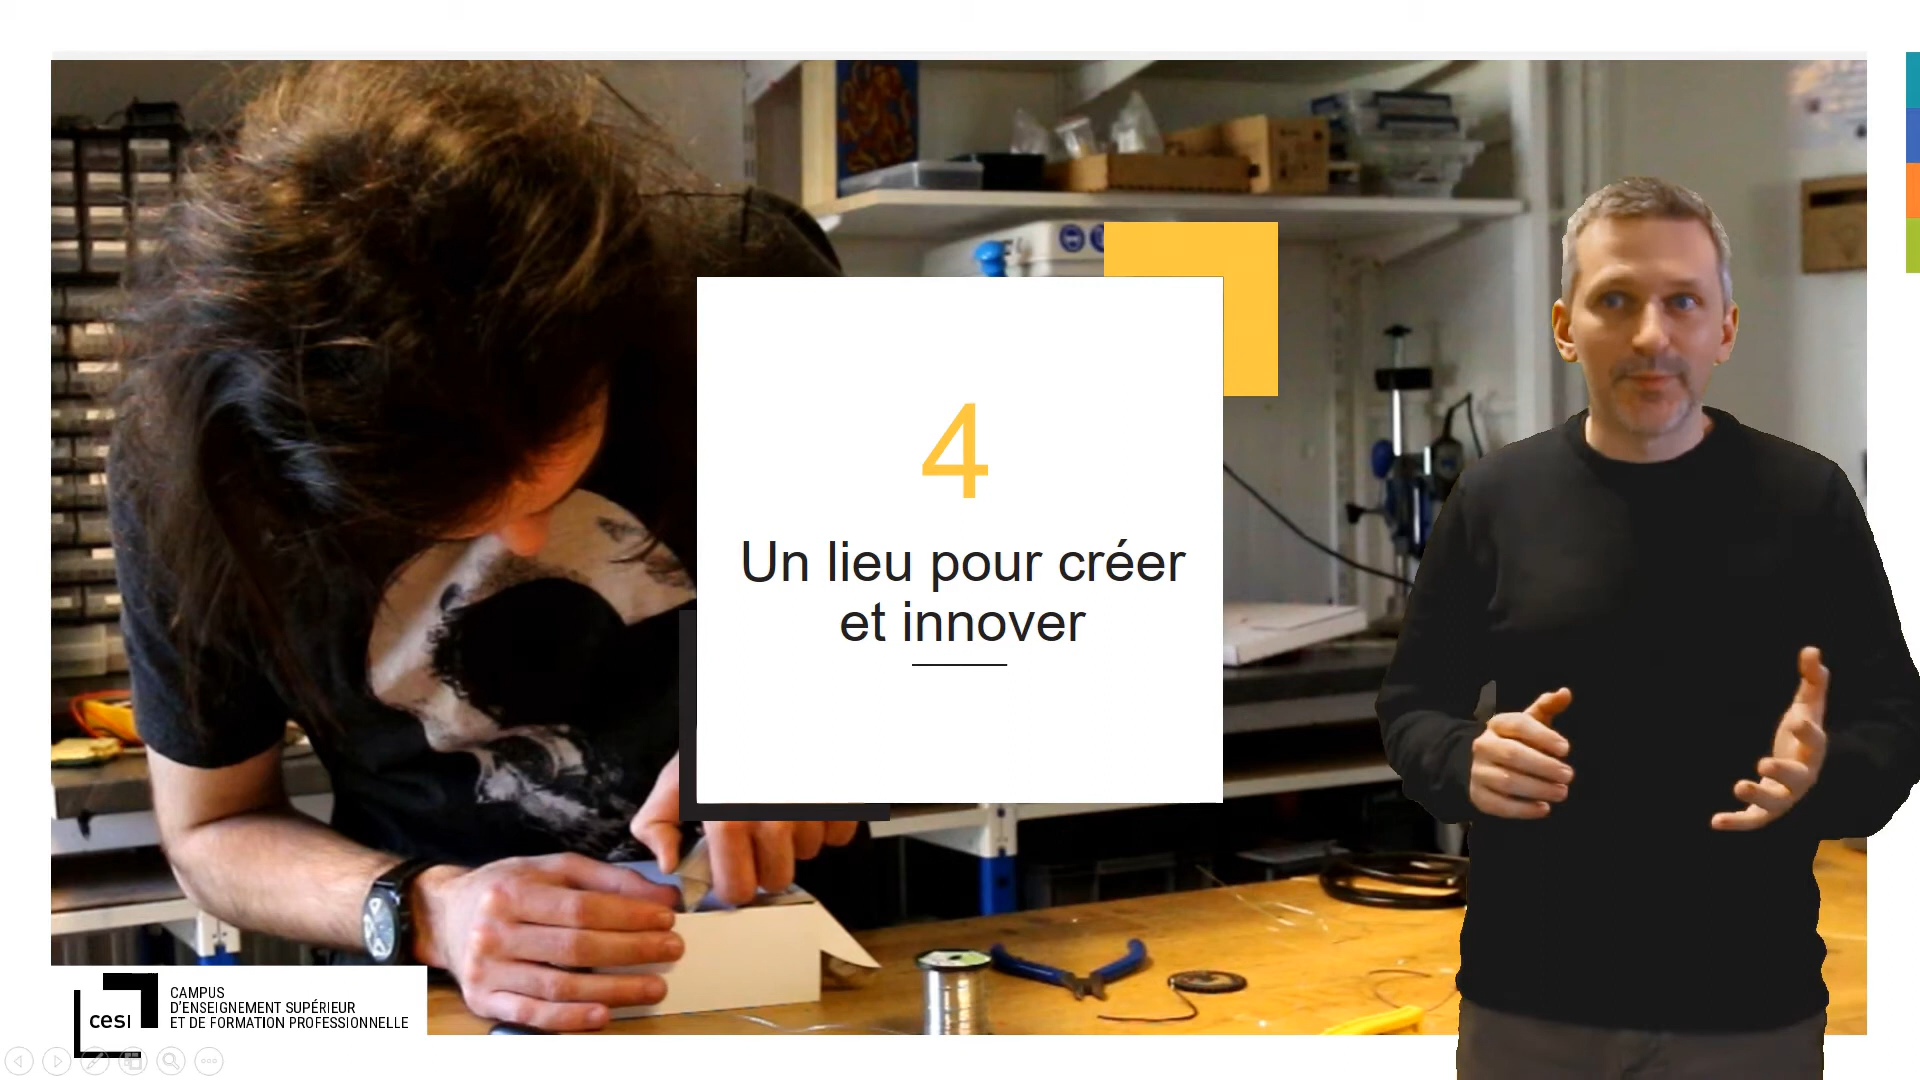 4
Un lieu pour créer
et innover
cesi
CAMPUS
D'ENSEIGNEMENT SUPÉRIEUR
ET DE FORMATION PROFESSIONNELLE